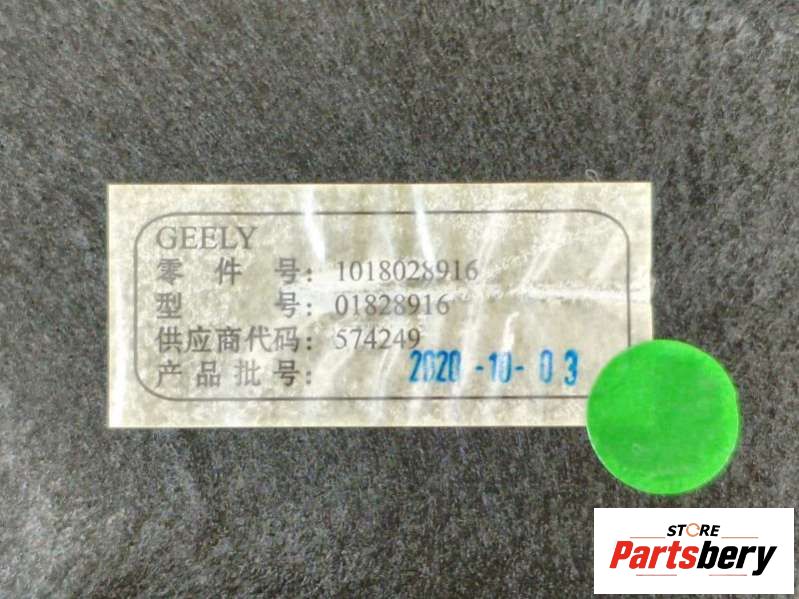 GEELY
零件号: 1018028916
型号: 01828916
供应商代码: 574249
产品批号: 2020-10-03
STORE
Partsbery